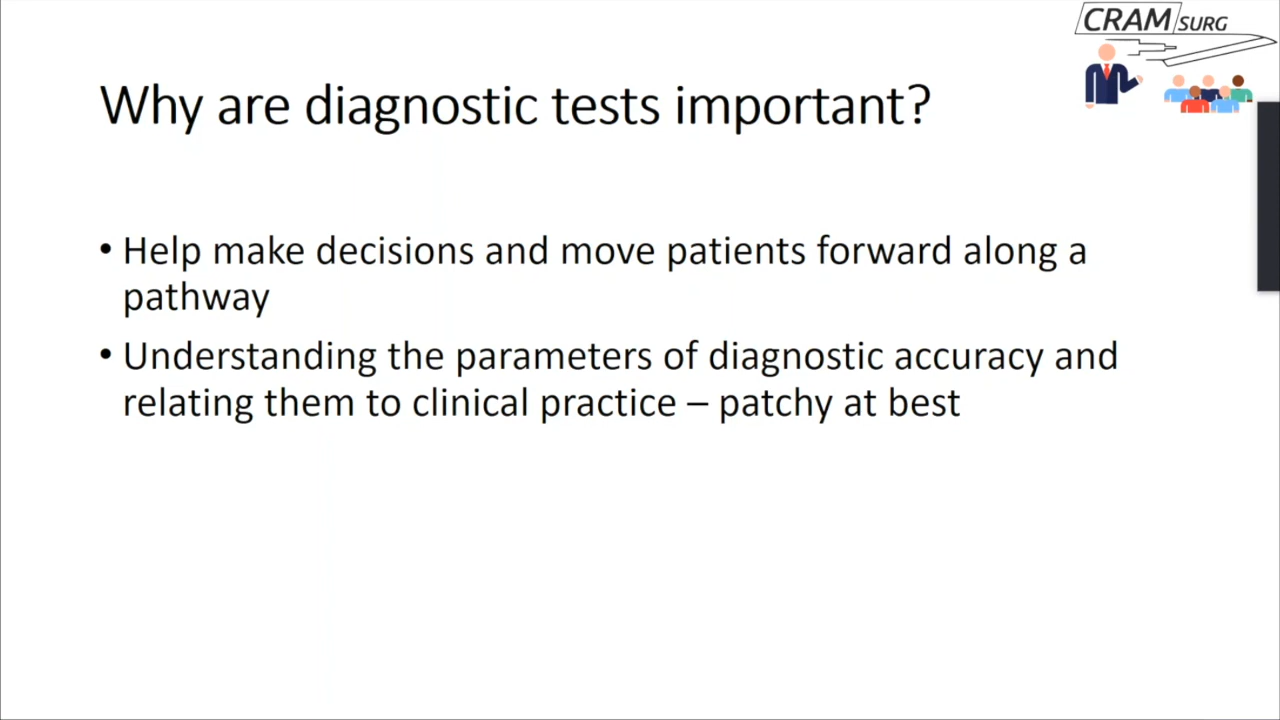 CRAM SURG
Why are diagnostic tests important?
• Help make decisions and move patients forward along a
pathway
• Understanding the parameters of diagnostic accuracy and
relating them to clinical practice – patchy at best